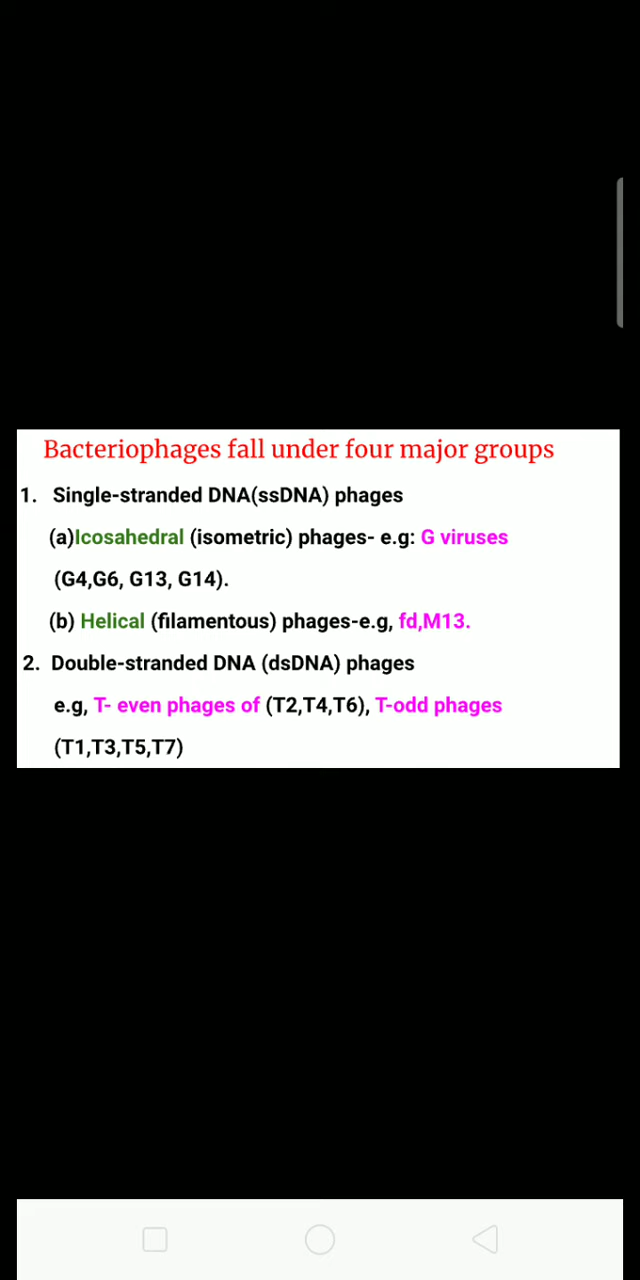 Bacteriophages fall under four major groups
1. Single-stranded DNA(ssDNA) phages
(a)Icosahedral (isometric) phages- e.g: G viruses
(G4,G6, G13, G14).
(b) Helical (filamentous) phages-e.g, fd,M13.
2. Double-stranded DNA (dsDNA) phages
e.g, T- even phages of (T2,T4,T6), T-odd phages
(T1,T3,T5,T7)